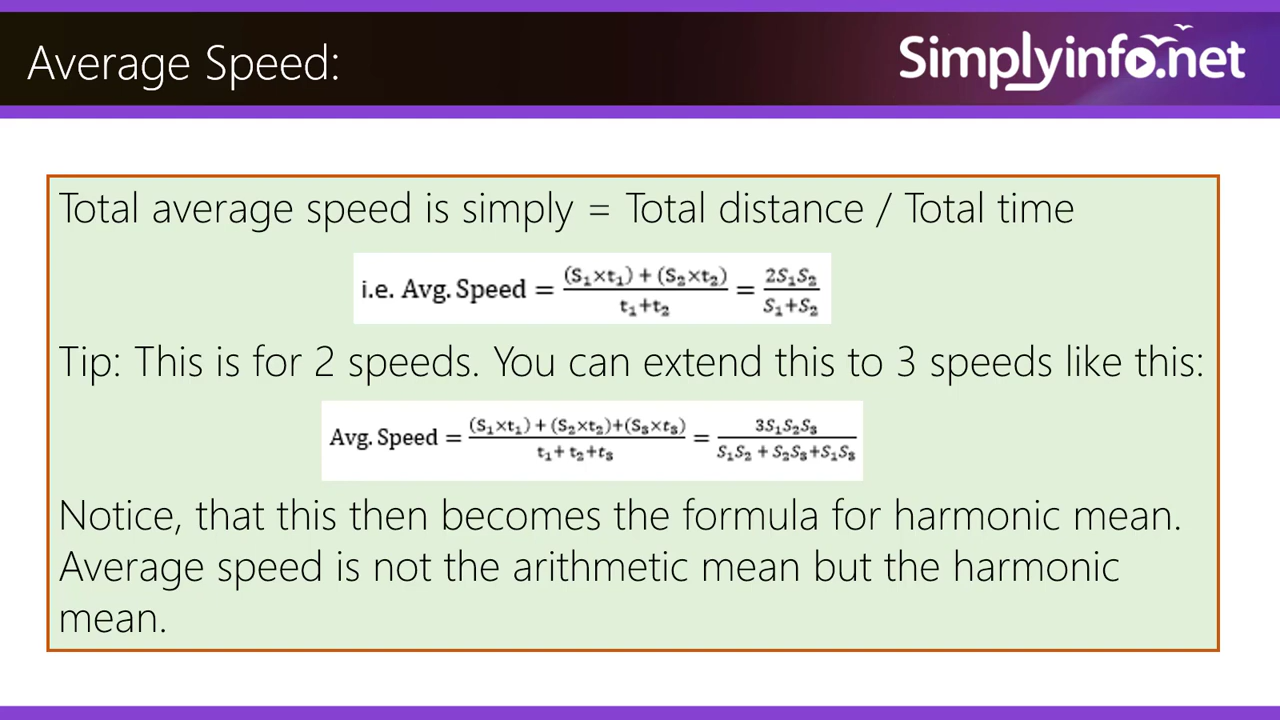 Average Speed:
Simplyinfo.net
Total average speed is simply = Total distance / Total time
i.e. Avg. Speed = (S₁×t₁) + (S₂×t₂) / t₁+t₂ = 2S₁S₂ / S₁+S₂
Tip: This is for 2 speeds. You can extend this to 3 speeds like this:
Avg. Speed = (S₁×t₁) + (S₂×t₂)+(S₃×t₃) / t₁+ t₂+t₃ = 3S₁S₂S₃ / S₁S₂ + S₂S₃+S₁S₃
Notice, that this then becomes the formula for harmonic mean.
Average speed is not the arithmetic mean but the harmonic
mean.